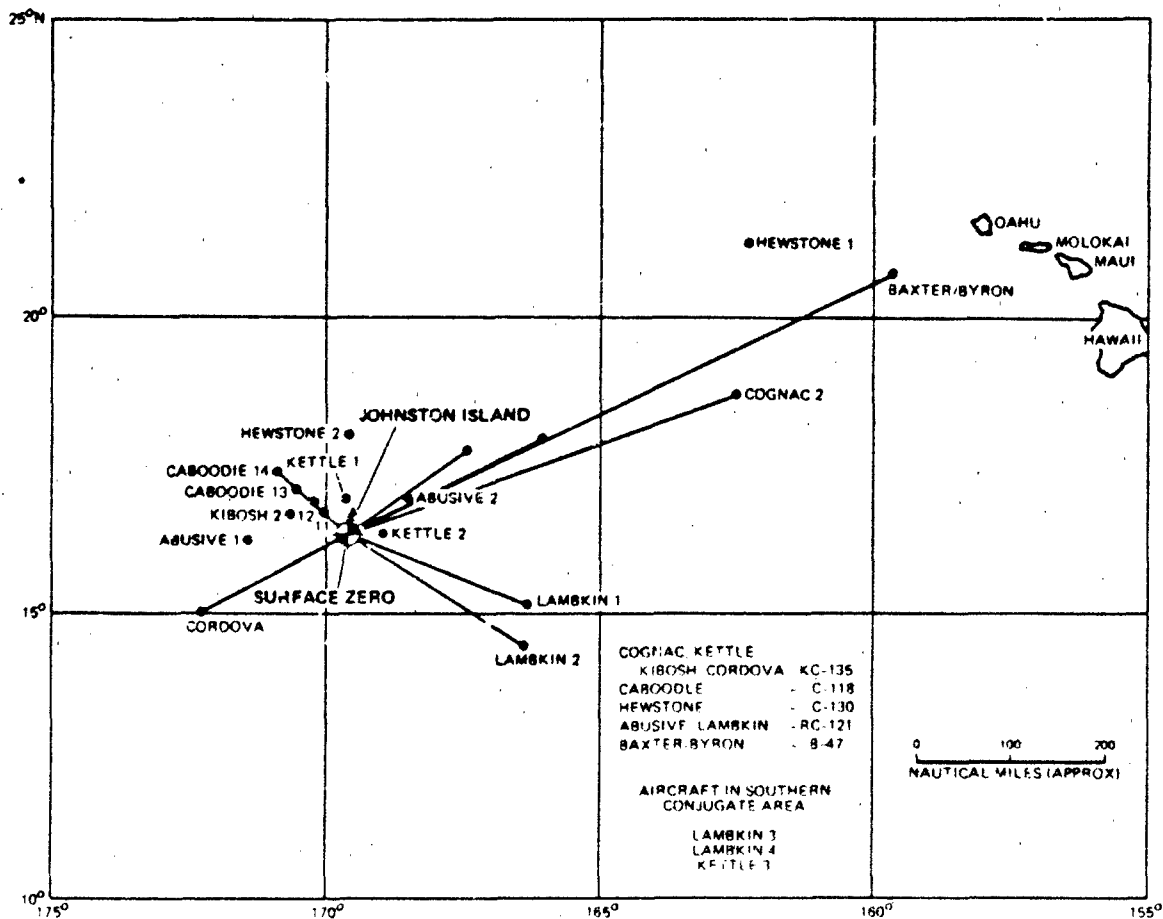 25°N
OAHU
MOLOKAI
MAUI
HEWSTONE 1
BAXTER/BYRON
20°
HAWAII
COGNAC 2
JOHNSTON ISLAND
HEWSTONE 2
KETTLE 1
CABOODIE 14
CABOODIE 13
ABUSIVE 2
KIBOSH 2
12
11
ABUSIVE 1
KETTLE 2
SURFACE ZERO
LAMBKIN 1
15°
CORDOVA
LAMBKIN 2
COGNAC KETTLE
KIBOSH CORDOVA KC-135
CABOODLE - C-118
HEWSTONE - C-130
ABUSIVE LAMBKIN -RC-121
BAXTER-BYRON - B-47
0 100 200
NAUTICAL MILES (APPROX)
AIRCRAFT IN SOUTHERN
CONJUGATE AREA
LAMBKIN 3
LAMBKIN 4
KETTLE 3
10°
175° 170° 165° 160° 155°